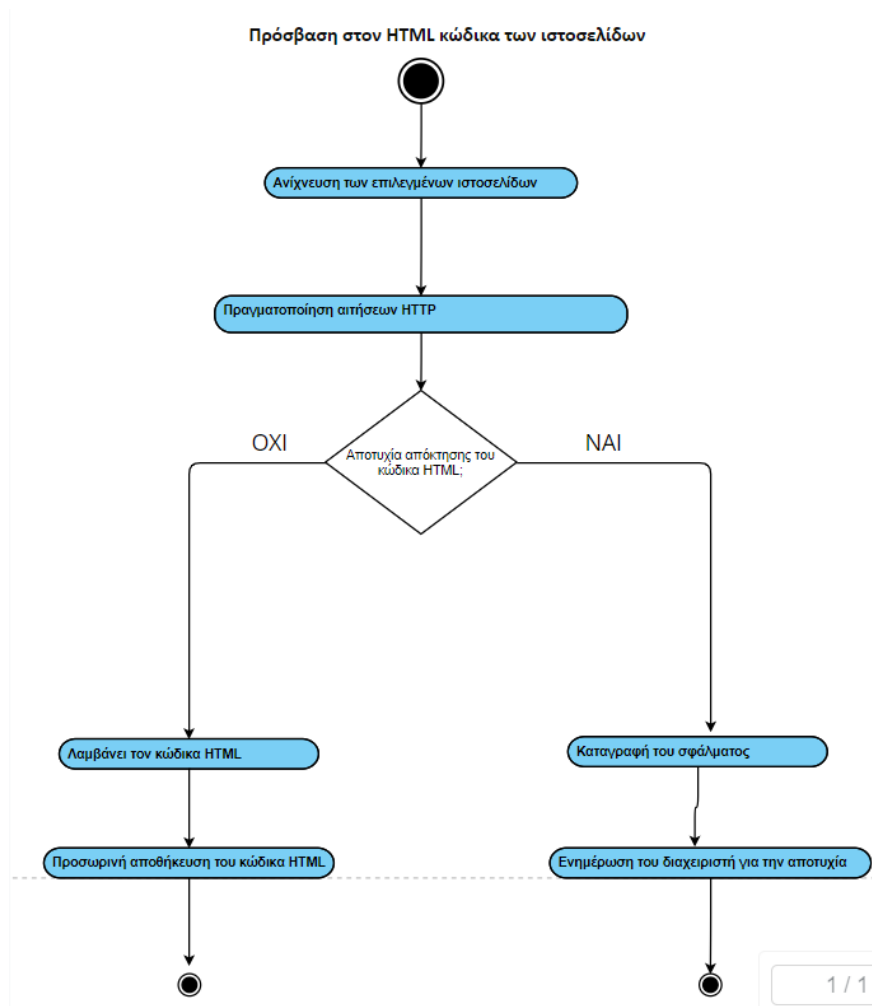 Πρόσβαση στον HTML κώδικα των ιστοσελίδων
Ανίχνευση των επιλεγμένων ιστοσελίδων
Πραγματοποίηση αιτήσεων HTTP
ΟΧΙ
ΝΑΙ
Αποτυχία απόκτησης του
κώδικα HTML;
Λαμβάνει τον κώδικα HTML
Καταγραφή του σφάλματος
Προσωρινή αποθήκευση του κώδικα HTML
Ενημέρωση του διαχειριστή για την αποτυχία
1 / 1